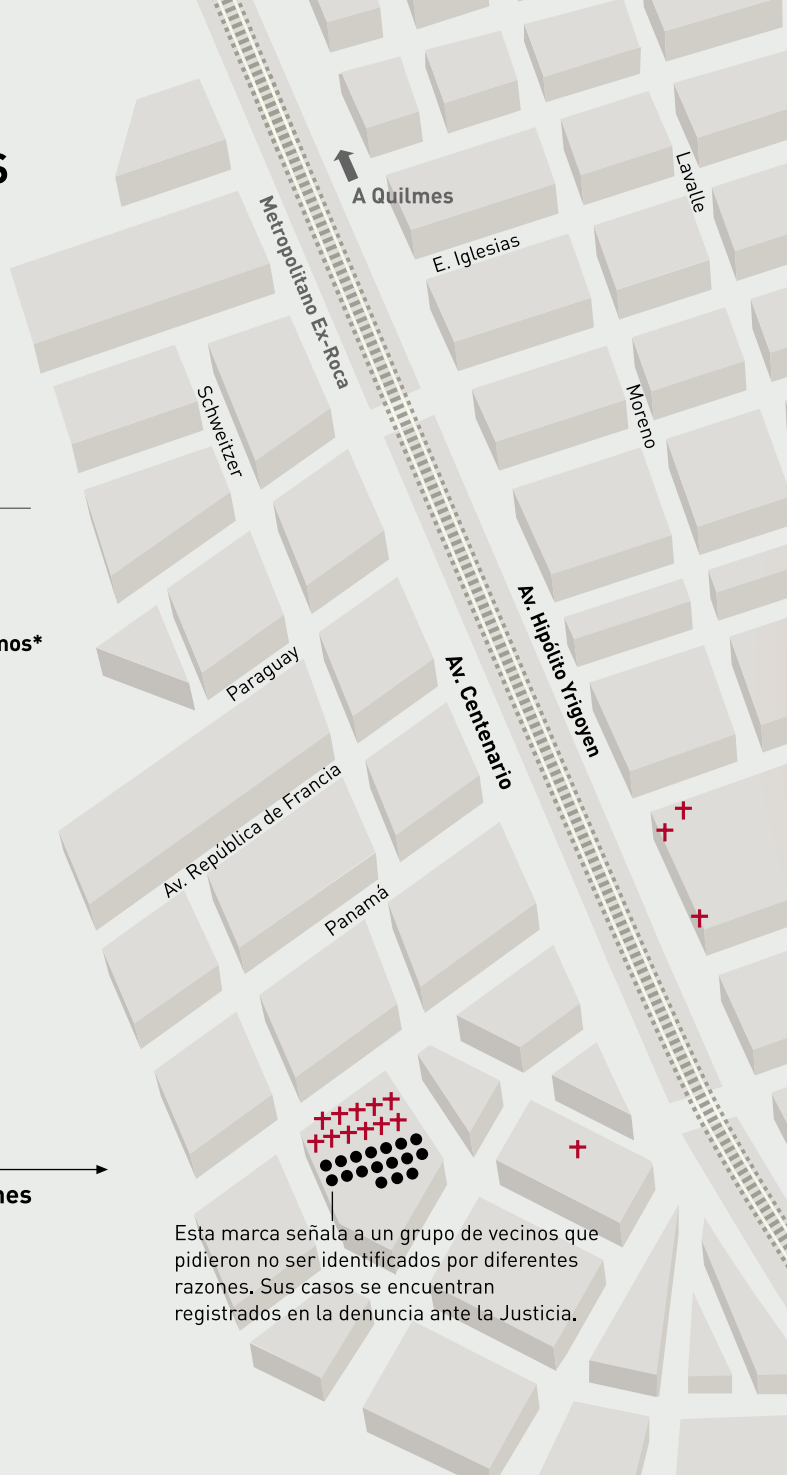 s
A Quilmes
Lavalle
Metropolitano Ex-Roca
E. Iglesias
Schweitzer
Moreno
Av. Hipólito Yrigoyen
nos*
Paraguay
Av. Centenario
Av. República de Francia
Panamá
nes
Esta marca señala a un grupo de vecinos que
pidieron no ser identificados por diferentes
razones. Sus casos se encuentran
registrados en la denuncia ante la Justicia.